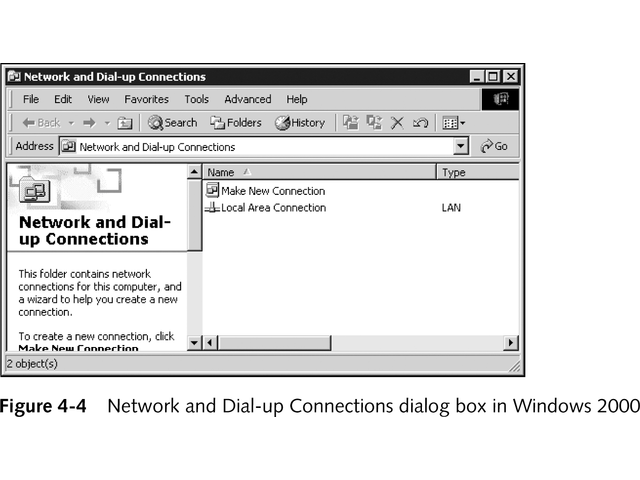 Network and Dial-up Connections
File Edit View Favorites Tools Advanced Help
Back Search Folders History
Address Network and Dial-up Connections Go
Name Type
Make New Connection
Local Area Connection LAN
Network and Dial-
up Connections
This folder contains network
connections for this computer, and
a wizard to help you create a new
connection.
To create a new connection, click
Make New Connection
2 object(s)
Figure 4-4 Network and Dial-up Connections dialog box in Windows 2000